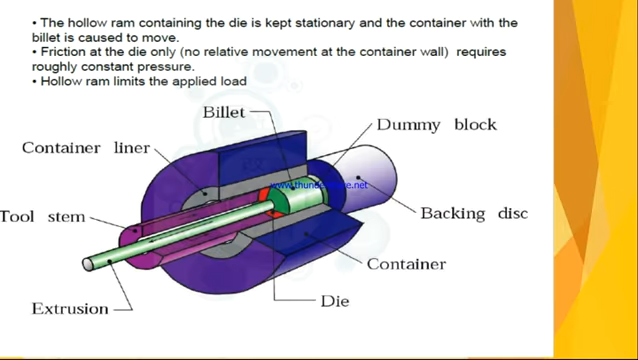 • The hollow ram containing the die is kept stationary and the container with the
billet is caused to move.
• Friction at the die only (no relative movement at the container wall) requires
roughly constant pressure.
• Hollow ram limits the applied load
Billet
Dummy block
Container liner
Tool stem
Backing disc
Container
Die
Extrusion